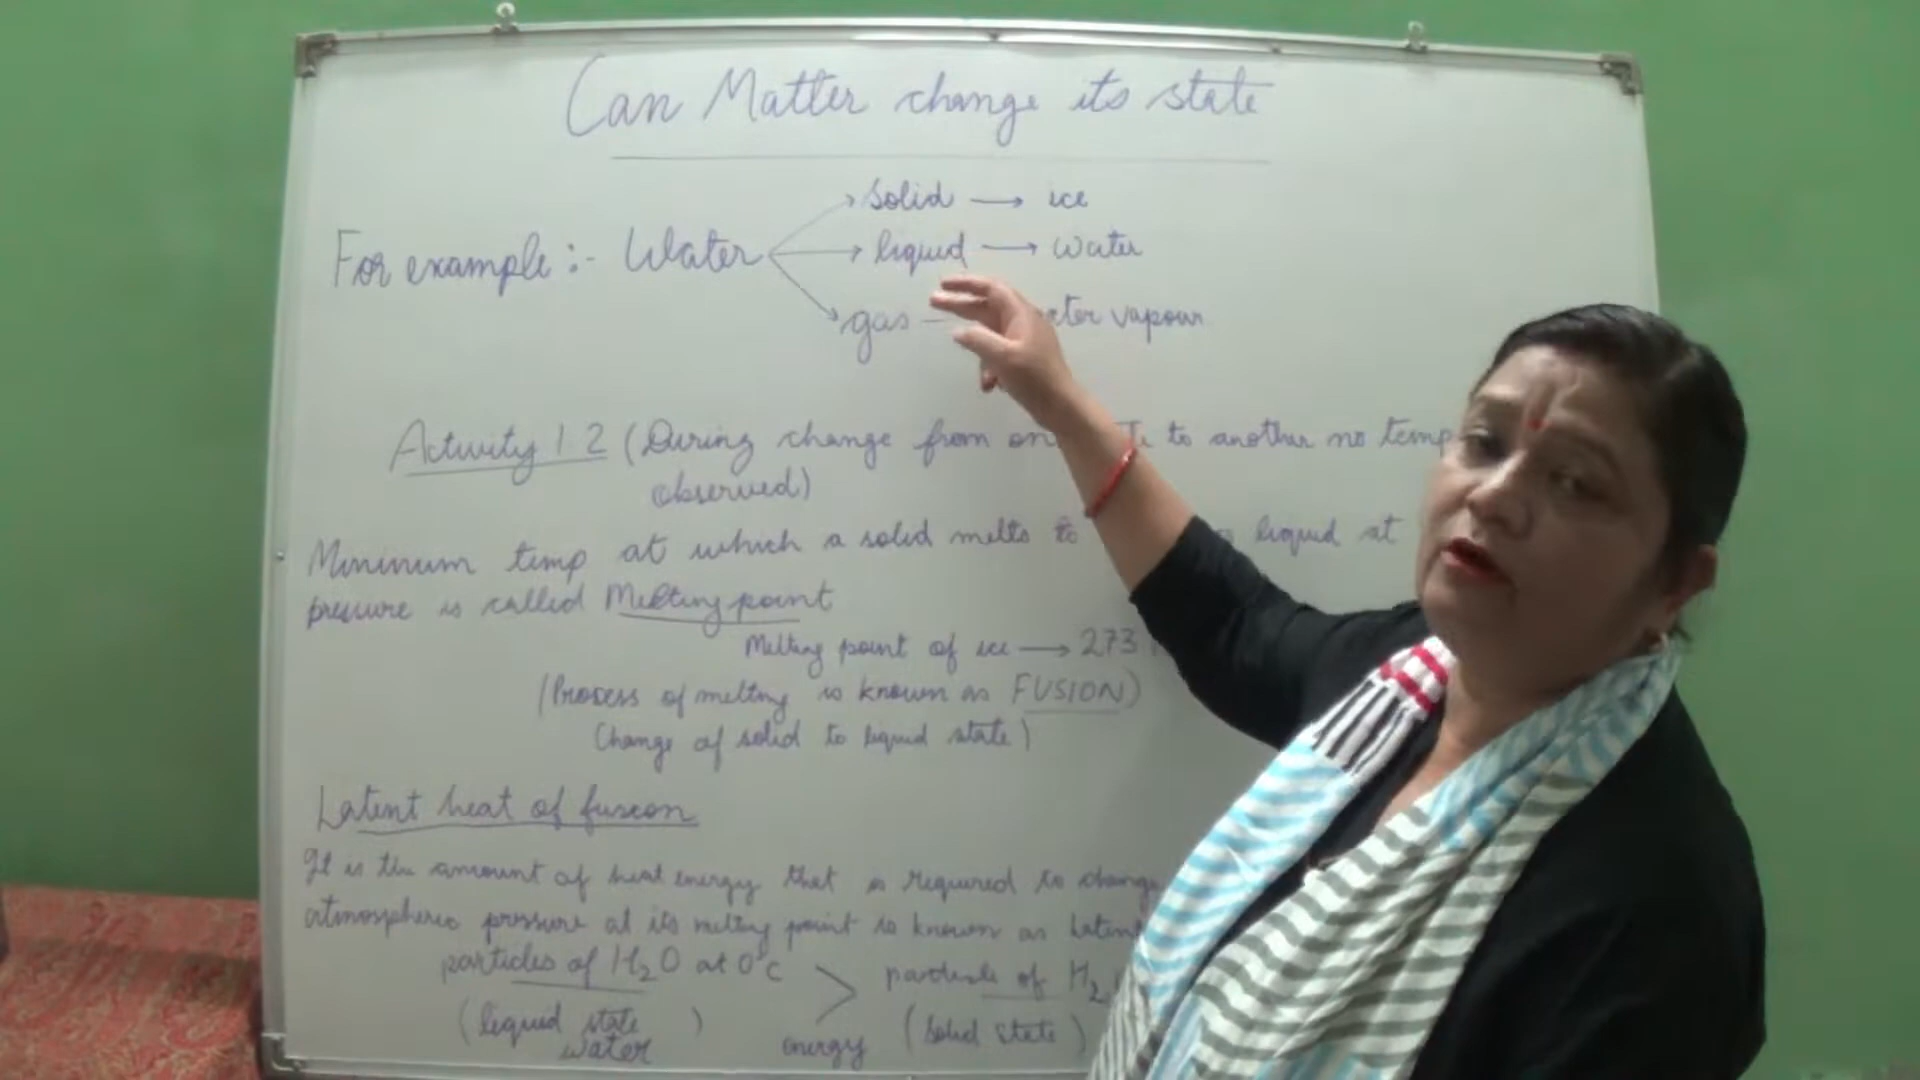 Can Matter change its state
solid → ice
For example :- Water liquid → water
gas vapour
Activity 1.2 (During change from to another no temp
observed)
Mininum temp at which a solid melts to liquid at
pressure is called Melting point
Melting point of ice → 273
(Process of melting is known as FUSION)
Change of solid to liquid state)
Latent heat of fusion
It is the amount of heat energy that is required to change
atmospheric pressure at its melting point is known as Latent
particles of H₂O at 0°C > particle of H₂
(liquid state energy (solid state)
water)